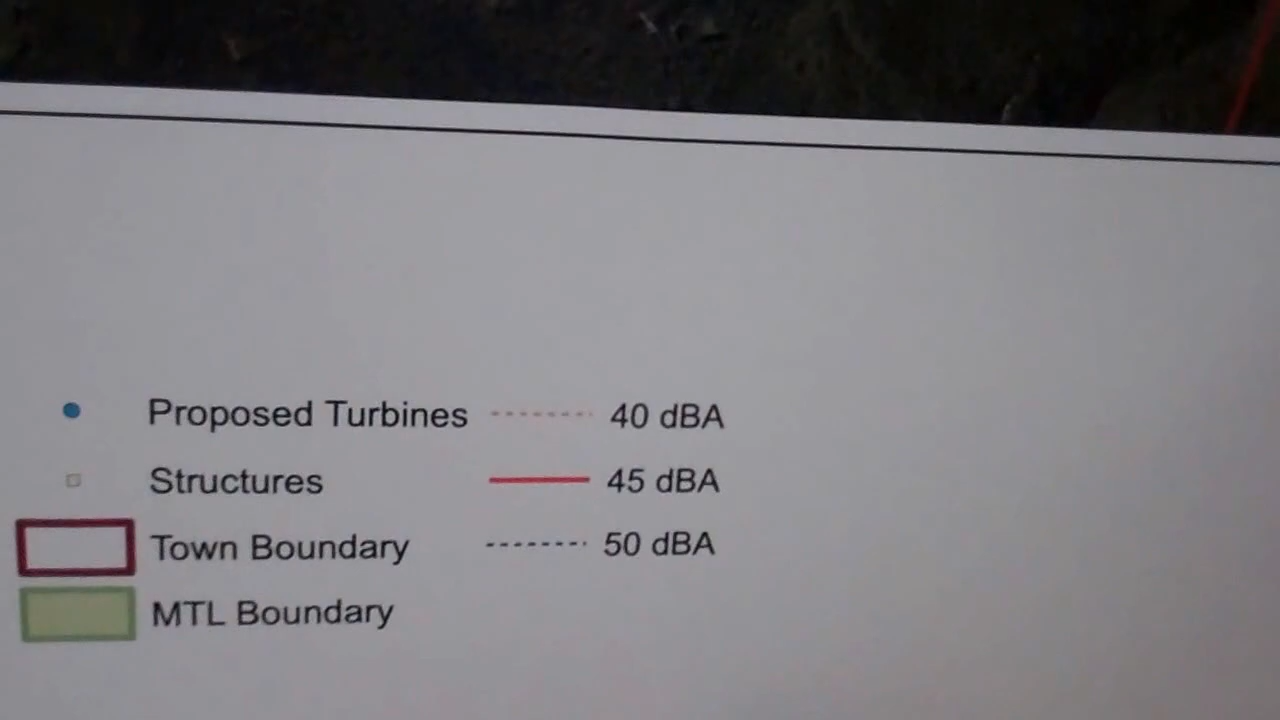 Proposed Turbines 40 dBA
Structures 45 dBA
Town Boundary 50 dBA
MTL Boundary